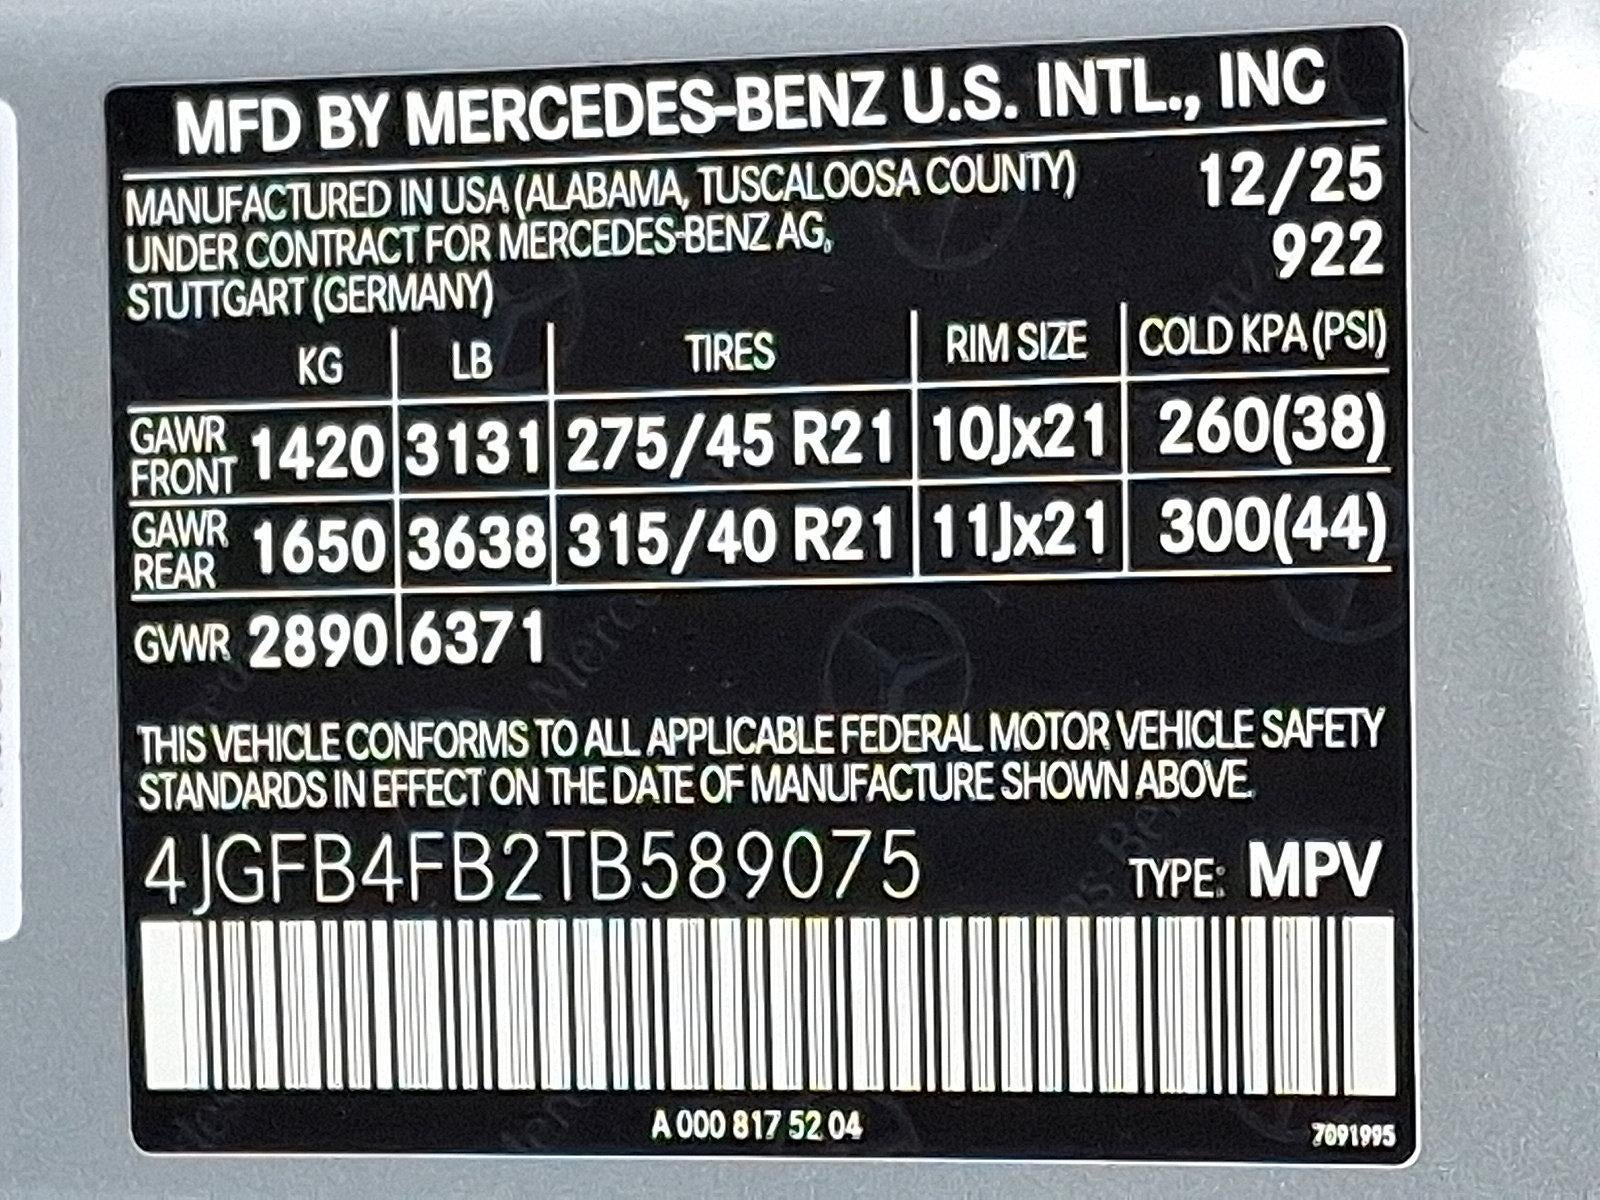 MFD BY MERCEDES-BENZ U.S. INTL., INC
MANUFACTURED IN USA (ALABAMA, TUSCALOOSA COUNTY) 12/25
UNDER CONTRACT FOR MERCEDES-BENZ AG, 922
STUTTGART (GERMANY)
KG LB TIRES RIM SIZE COLD KPA (PSI)
GAWR FRONT 1420 3131 275/45 R21 10Jx21 260(38)
GAWR REAR 1650 3638 315/40 R21 11Jx21 300(44)
GVWR 2890 6371
THIS VEHICLE CONFORMS TO ALL APPLICABLE FEDERAL MOTOR VEHICLE SAFETY
STANDARDS IN EFFECT ON THE DATE OF MANUFACTURE SHOWN ABOVE.
4JGFB4FB2TB589075 TYPE: MPV
A 000 817 52 04 7091995